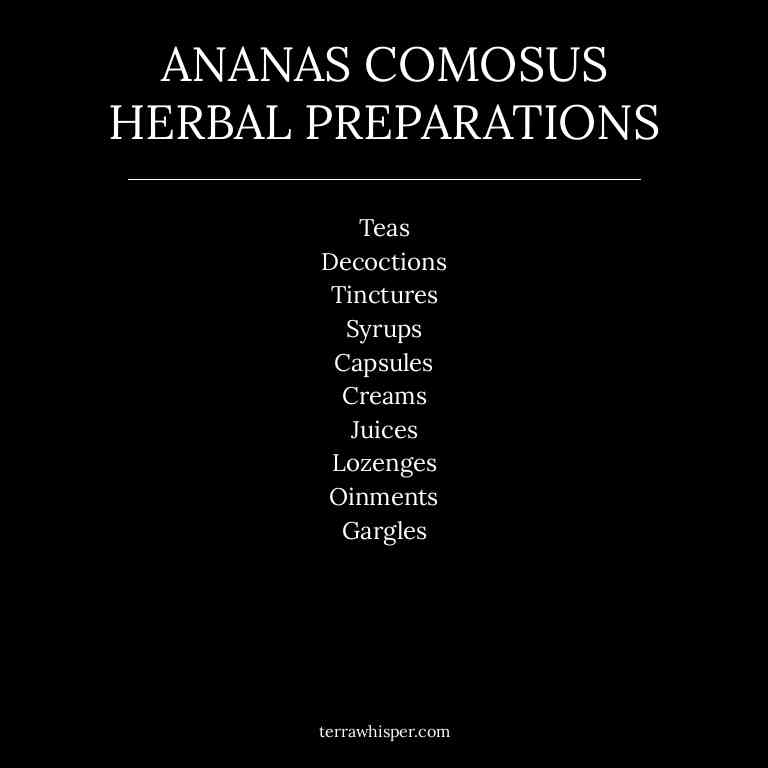 ANANAS COMOSUS
HERBAL PREPARATIONS
Teas
Decoctions
Tinctures
Syrups
Capsules
Creams
Juices
Lozenges
Oinments
Gargles
terrawhisper.com